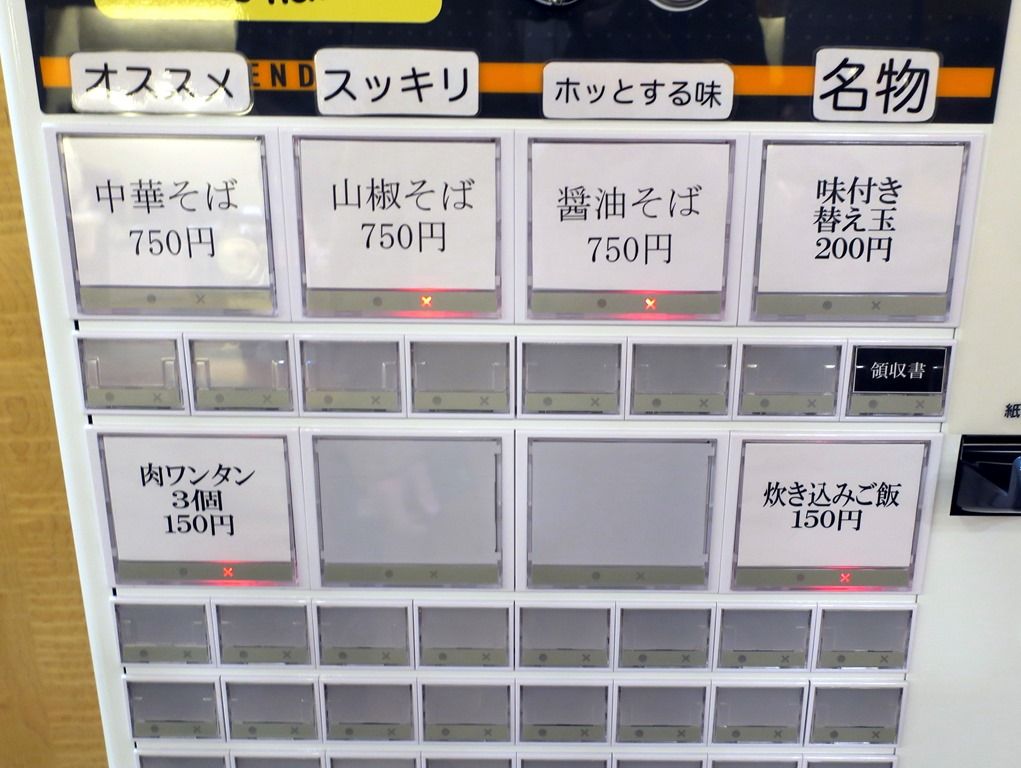 オススメ
END
スッキリ
ホッとする味
名物
中華そば
750円
山椒そば
750円
醤油そば
750円
味付き
替え玉
200円
領収書
紙
肉ワンタン
3個
150円
炊き込みご飯
150円